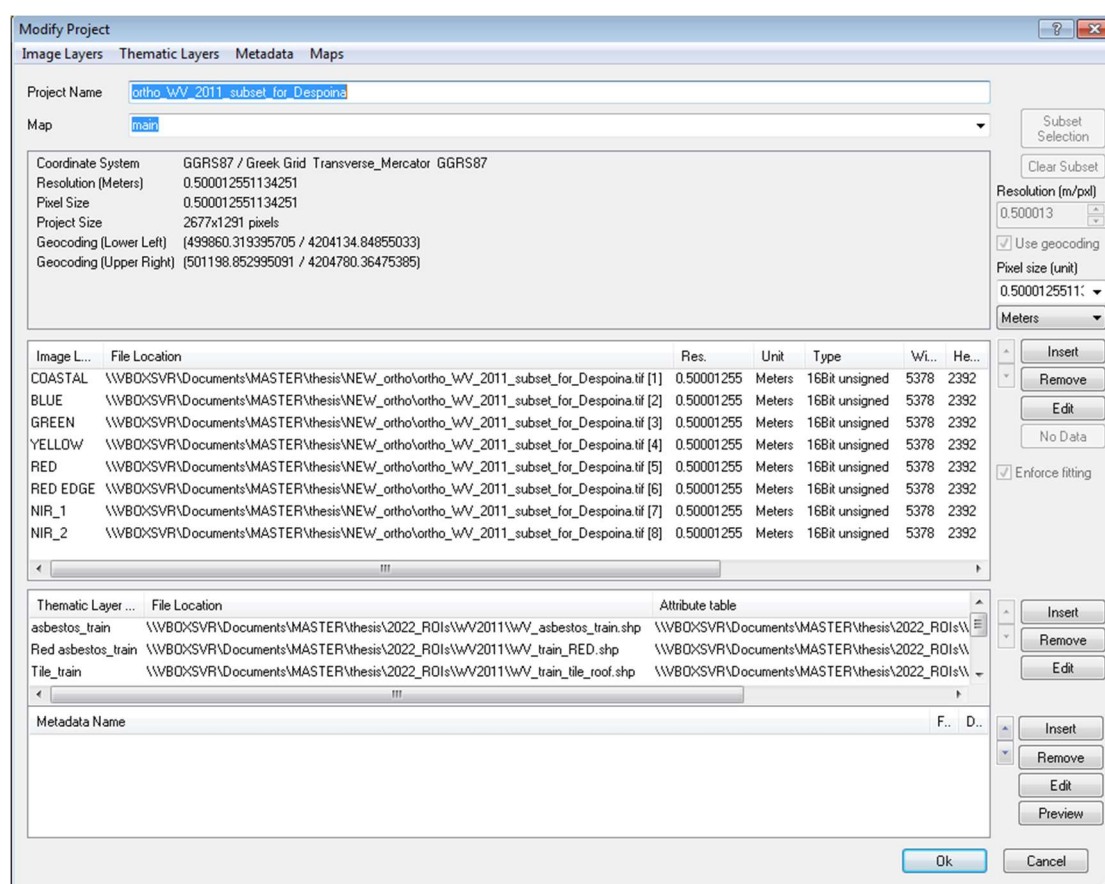 Modify Project
Image Layers Thematic Layers Metadata Maps
Project Name ortho_WV_2011_subset_for_Despoina
Map main
Subset Selection
Clear Subset
Coordinate System GGRS87 / Greek Grid Transverse_Mercator GGRS87
Resolution (Meters) 0.500012551134251
Pixel Size 0.500012551134251
Project Size 2677x1291 pixels
Geocoding (Lower Left) (499860.319395705 / 4204134.84855033)
Geocoding (Upper Right) (501198.852995091 / 4204780.36475385)
Resolution (m/pxl)
0.500013
Use geocoding
Pixel size (unit)
Meters
Image L... File Location Res. Unit Type Wi... He...
COASTAL \\VBOXSVR\Documents\MASTER\thesis\NEW_ortho\ortho_WV_2011_subset_for_Despoina.tif [1] 0.50001255 Meters 16Bit unsigned 5378 2392
BLUE \\VBOXSVR\Documents\MASTER\thesis\NEW_ortho\ortho_WV_2011_subset_for_Despoina.tif [2] 0.50001255 Meters 16Bit unsigned 5378 2392
GREEN \\VBOXSVR\Documents\MASTER\thesis\NEW_ortho\ortho_WV_2011_subset_for_Despoina.tif [3] 0.50001255 Meters 16Bit unsigned 5378 2392
YELLOW \\VBOXSVR\Documents\MASTER\thesis\NEW_ortho\ortho_WV_2011_subset_for_Despoina.tif [4] 0.50001255 Meters 16Bit unsigned 5378 2392
RED \\VBOXSVR\Documents\MASTER\thesis\NEW_ortho\ortho_WV_2011_subset_for_Despoina.tif [5] 0.50001255 Meters 16Bit unsigned 5378 2392
RED EDGE \\VBOXSVR\Documents\MASTER\thesis\NEW_ortho\ortho_WV_2011_subset_for_Despoina.tif [6] 0.50001255 Meters 16Bit unsigned 5378 2392
NIR_1 \\VBOXSVR\Documents\MASTER\thesis\NEW_ortho\ortho_WV_2011_subset_for_Despoina.tif [7] 0.50001255 Meters 16Bit unsigned 5378 2392
NIR_2 \\VBOXSVR\Documents\MASTER\thesis\NEW_ortho\ortho_WV_2011_subset_for_Despoina.tif [8] 0.50001255 Meters 16Bit unsigned 5378 2392
Insert
Remove
Edit
No Data
Enforce fitting
Thematic Layer ... File Location Attribute table
asbestos_train \\VBOXSVR\Documents\MASTER\thesis\2022_ROIs\WV2011\WV_asbestos_train.shp \\VBOXSVR\Documents\MASTER\thesis\2022_ROIs\\
Red asbestos_train \\VBOXSVR\Documents\MASTER\thesis\2022_ROIs\WV2011\WV_train_RED.shp \\VBOXSVR\Documents\MASTER\thesis\2022_ROIs\\
Tile_train \\VBOXSVR\Documents\MASTER\thesis\2022_ROIs\WV2011\WV_train_tile_roof.shp \\VBOXSVR\Documents\MASTER\thesis\2022_ROIs\\
Insert
Remove
Edit
Metadata Name F.. D..
Insert
Remove
Edit
Preview
Ok Cancel